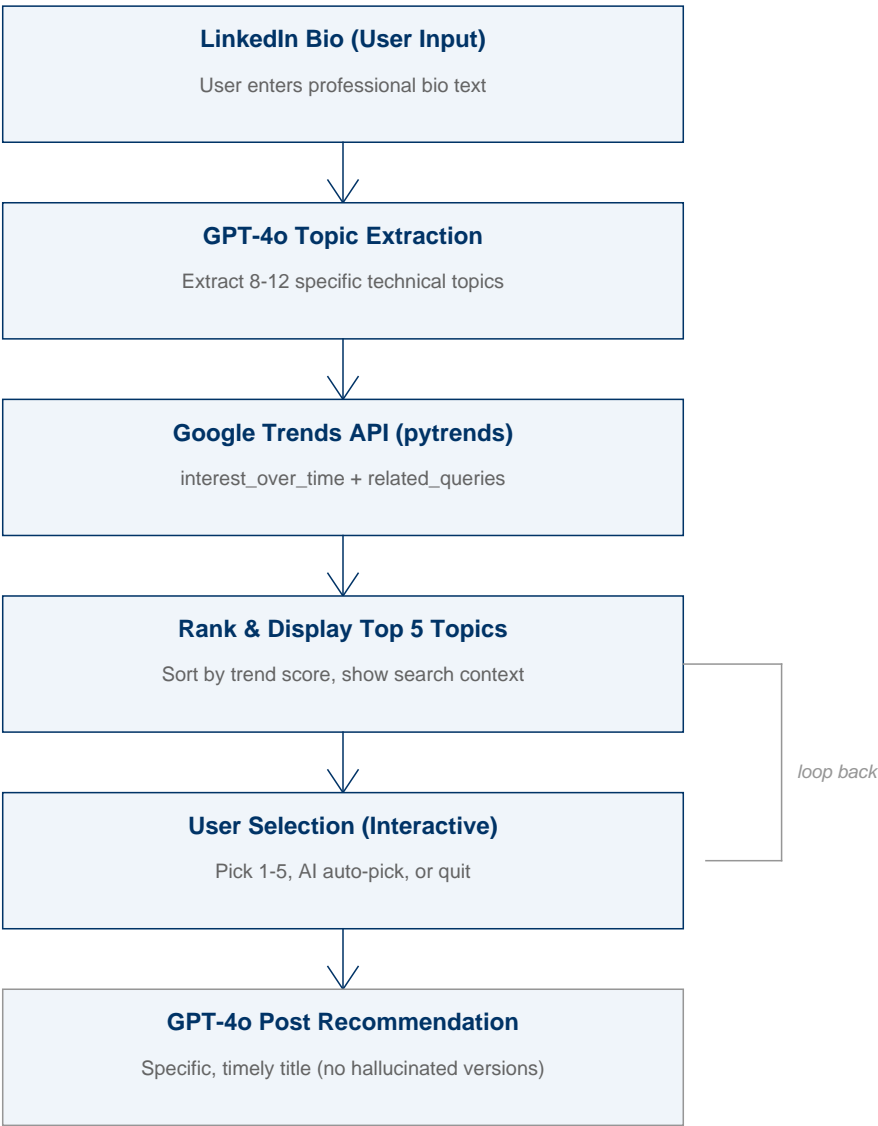 LinkedIn Bio (User Input)
User enters professional bio text
GPT-4o Topic Extraction
Extract 8-12 specific technical topics
Google Trends API (pytrends)
interest_over_time + related_queries
Rank & Display Top 5 Topics
Sort by trend score, show search context
loop back
User Selection (Interactive)
Pick 1-5, AI auto-pick, or quit
GPT-4o Post Recommendation
Specific, timely title (no hallucinated versions)